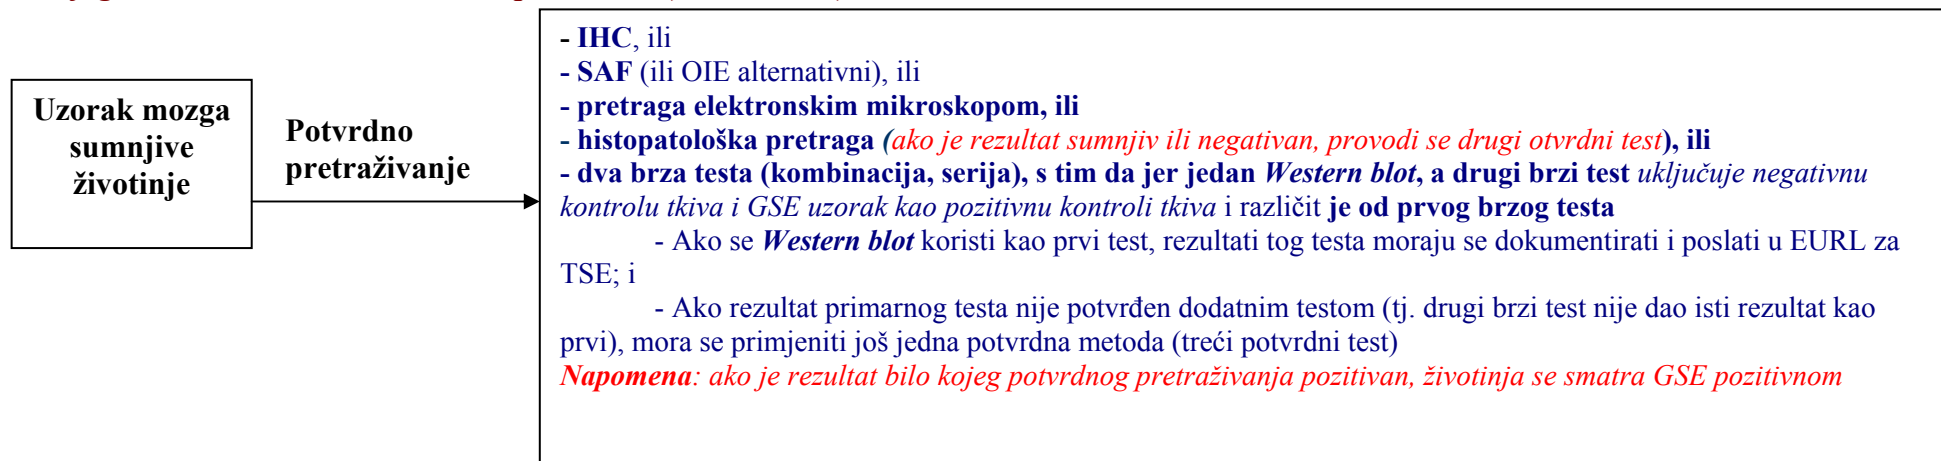 Uzorak mozga
sumnjive
životinje
Potvrdno
pretraživanje
- IHC, ili
- SAF (ili OIE alternativni), ili
- pretraga elektronskim mikroskopom, ili
- histopatološka pretraga (ako je rezultat sumnjiv ili negativan, provodi se drugi otvrdni test), ili
- dva brza testa (kombinacija, serija), s tim da jer jedan Western blot, a drugi brzi test uključuje negativnu
kontrolu tkiva i GSE uzorak kao pozitivnu kontroli tkiva i različit je od prvog brzog testa
- Ako se Western blot koristi kao prvi test, rezultati tog testa moraju se dokumentirati i poslati u EURL za
TSE; i
- Ako rezultat primarnog testa nije potvrđen dodatnim testom (tj. drugi brzi test nije dao isti rezultat kao
prvi), mora se primjeniti još jedna potvrdna metoda (treći potvrdni test)
Napomena: ako je rezultat bilo kojeg potvrdnog pretraživanja pozitivan, životinja se smatra GSE pozitivnom